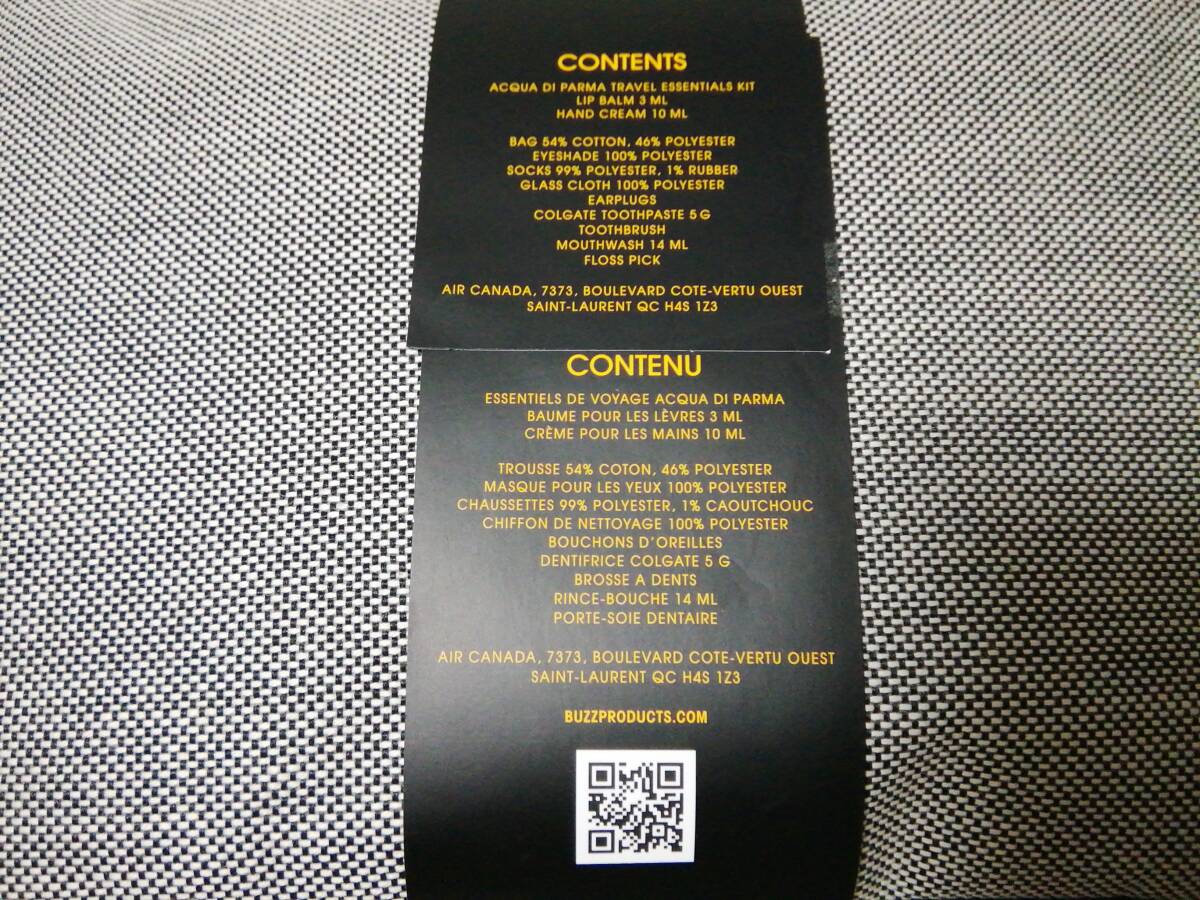 CONTENTS
ACQUA DI PARMA TRAVEL ESSENTIALS KIT
LIP BALM 3 ML
HAND CREAM 10 ML
BAG 54% COTTON, 46% POLYESTER
EYESHADE 100% POLYESTER
SOCKS 99% POLYESTER, 1% RUBBER
GLASS CLOTH 100% POLYESTER
EARPLUGS
COLGATE TOOTHPASTE 5 G
TOOTHBRUSH
MOUTHWASH 14 ML
FLOSS PICK
AIR CANADA, 7373, BOULEVARD COTE-VERTU OUEST
SAINT-LAURENT QC H4S 1Z3
CONTENU
ESSENTIELS DE VOYAGE ACQUA DI PARMA
BAUME POUR LES LÈVRES 3 ML
CRÈME POUR LES MAINS 10 ML
TROUSSE 54% COTON, 46% POLYESTER
MASQUE POUR LES YEUX 100% POLYESTER
CHAUSSETTES 99% POLYESTER, 1% CAOUTCHOUC
CHIFFON DE NETTOYAGE 100% POLYESTER
BOUCHONS D'OREILLES
DENTIFRICE COLGATE 5 G
BROSSE A DENTS
RINCE-BOUCHE 14 ML
PORTE-SOIE DENTAIRE
AIR CANADA, 7373, BOULEVARD COTE-VERTU OUEST
SAINT-LAURENT QC H4S 1Z3
BUZZPRODUCTS.COM